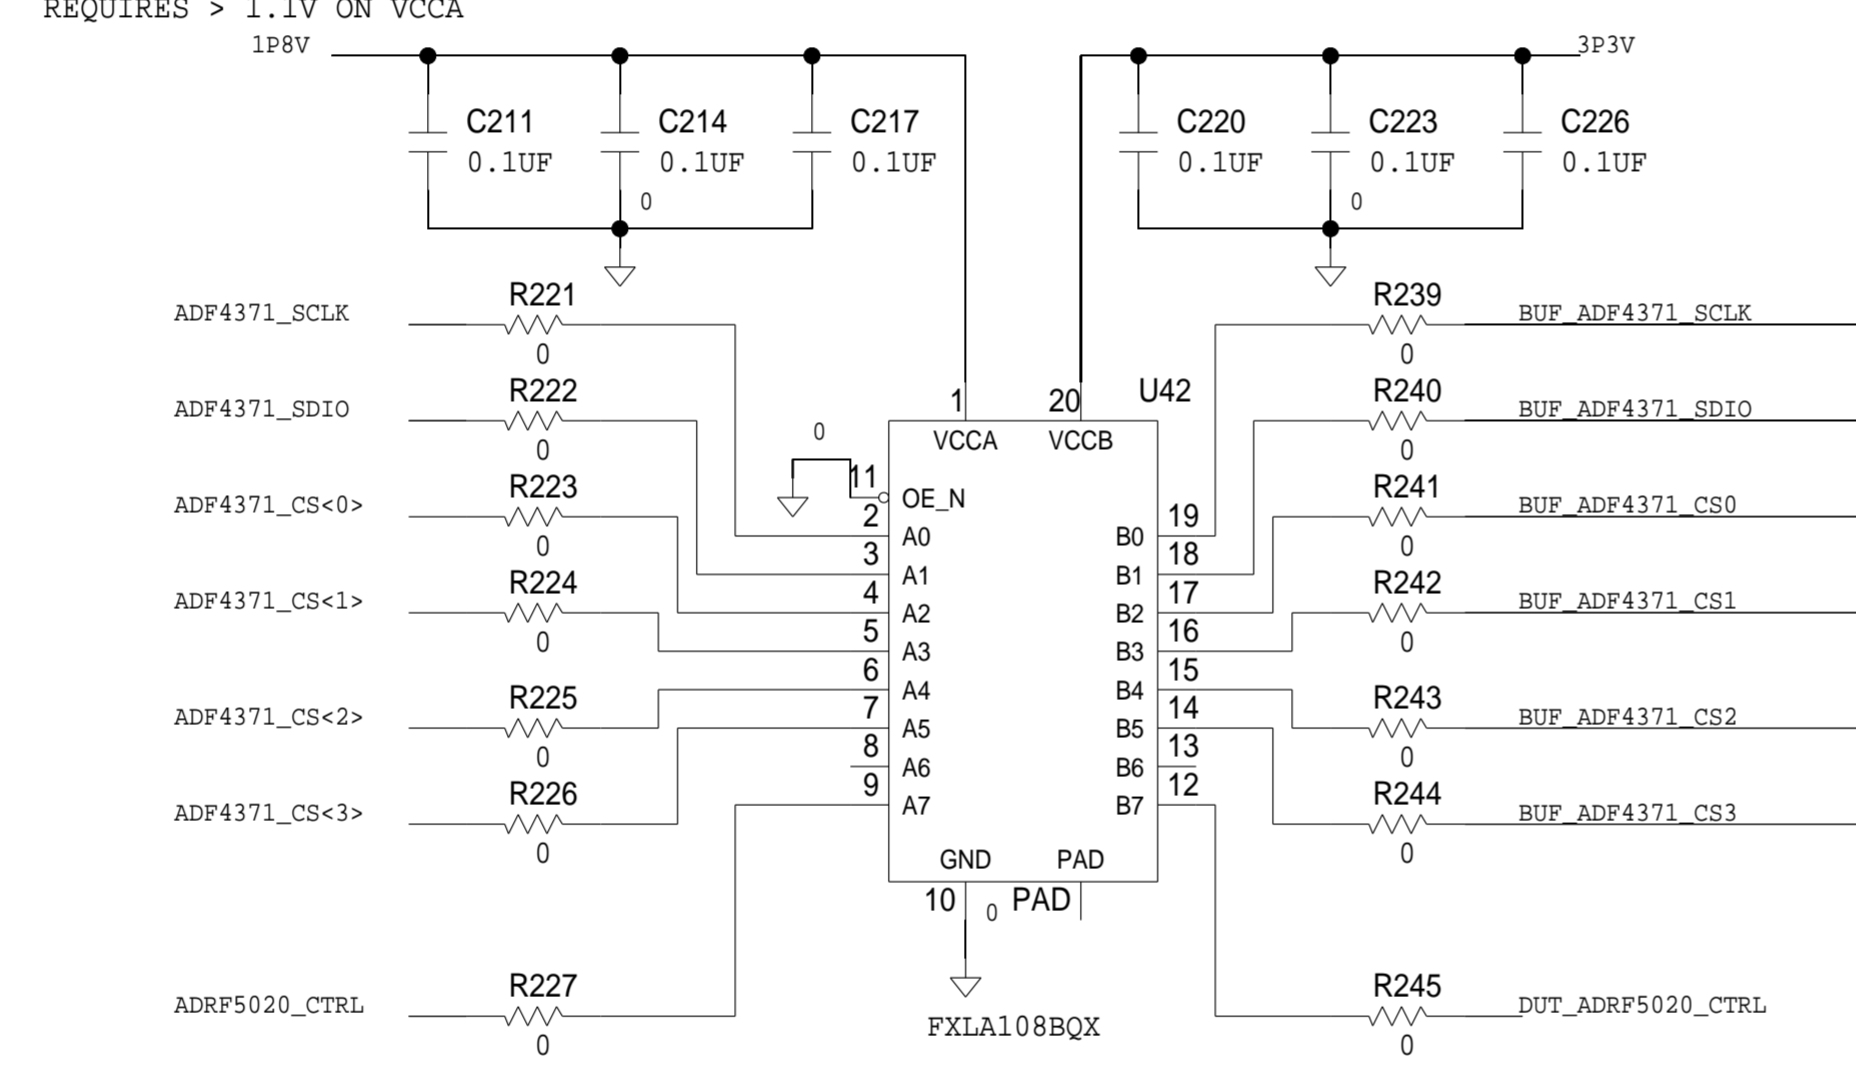 REQUIRES > 1.1V ON VCCA
1P8V
3P3V
C211
0.1UF
C214
0.1UF
C217
0.1UF
C220
0.1UF
C223
0.1UF
C226
0.1UF
0
0
ADF4371_SCLK
R221
0
R239
0
BUF_ADF4371_SCLK
ADF4371_SDIO
R222
0
1
20
U42
R240
0
BUF_ADF4371_SDIO
VCCA
VCCB
0
11
OE_N
ADF4371_CS<0>
R223
0
R241
0
BUF_ADF4371_CS0
2
A0
B0
19
3
A1
B1
18
ADF4371_CS<1>
R224
0
R242
0
BUF_ADF4371_CS1
4
A2
B2
17
5
A3
B3
16
6
A4
B4
15
ADF4371_CS<2>
R225
0
R243
0
BUF_ADF4371_CS2
7
A5
B5
14
8
A6
B6
13
9
A7
B7
12
ADF4371_CS<3>
R226
0
R244
0
BUF_ADF4371_CS3
GND
PAD
10
0
PAD
ADRF5020_CTRL
R227
0
R245
0
DUT_ADRF5020_CTRL
FXLA108BQX